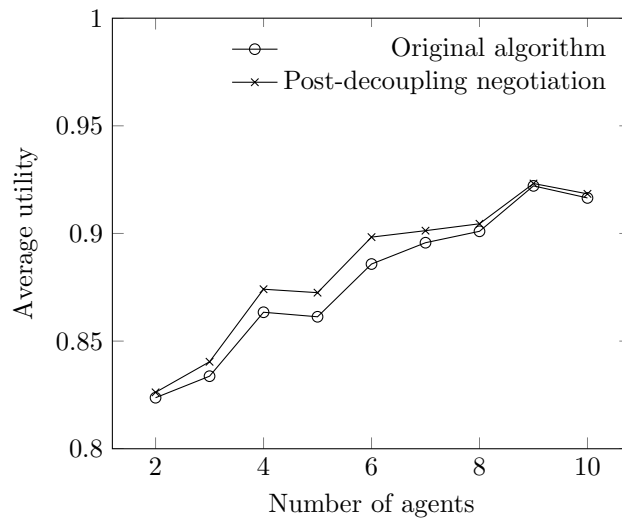 1
Original algorithm
Post-decoupling negotiation
0.95
0.9
0.85
0.8
Average utility
2 4 6 8 10
Number of agents